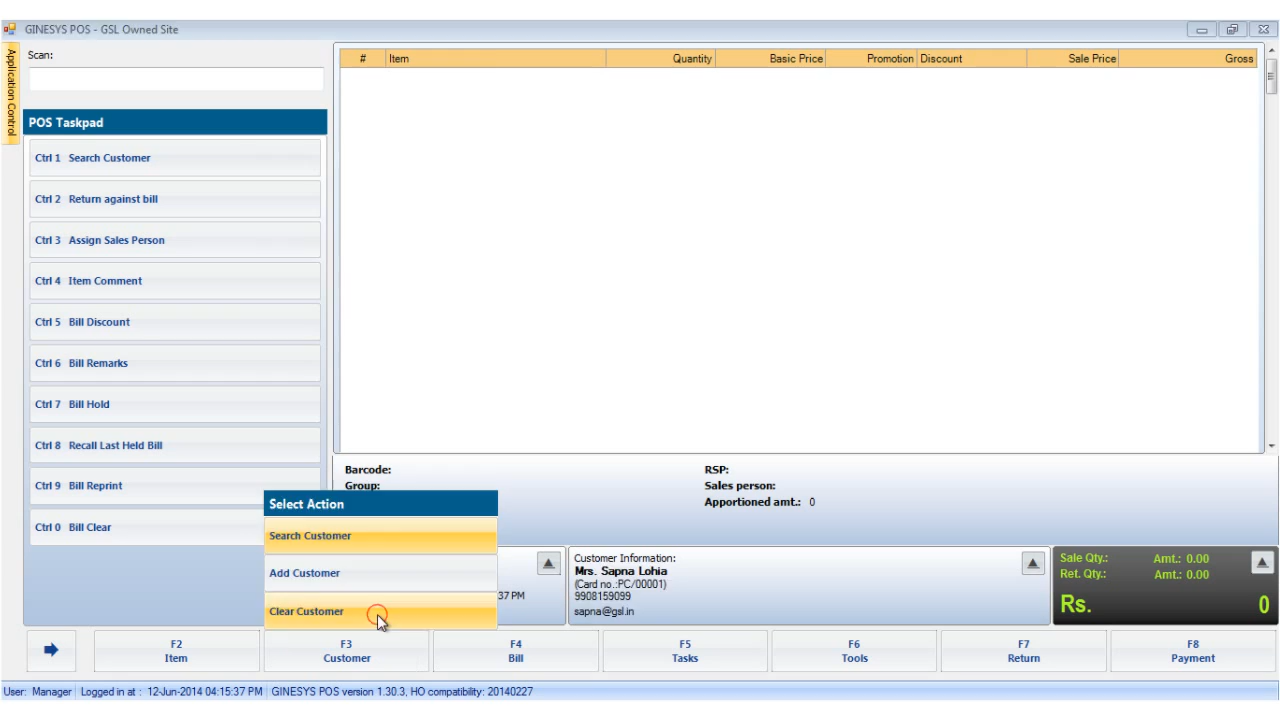 GINESYS POS - GSL Owned Site
Application Control
Scan:
# Item Quantity Basic Price Promotion Discount Sale Price Gross
POS Taskpad
Ctrl 1 Search Customer
Ctrl 2 Return against bill
Ctrl 3 Assign Sales Person
Ctrl 4 Item Comment
Ctrl 5 Bill Discount
Ctrl 6 Bill Remarks
Ctrl 7 Bill Hold
Ctrl 8 Recall Last Held Bill
Ctrl 9 Bill Reprint
Ctrl 0 Bill Clear
Barcode:
Group:
RSP:
Sales person:
Apportioned amt.: 0
Select Action
Search Customer
Add Customer
Clear Customer
37 PM
Customer Information:
Mrs. Sapna Lohia
(Card no.:PC/00001)
9908159099
sapna@gsl.in
Sale Qty.: Amt.: 0.00
Ret. Qty.: Amt.: 0.00
Rs. 0
F2
Item
F3
Customer
F4
Bill
F5
Tasks
F6
Tools
F7
Return
F8
Payment
User: Manager Logged in at : 12-Jun-2014 04:15:37 PM GINESYS POS version 1.30.3, HO compatibility: 20140227